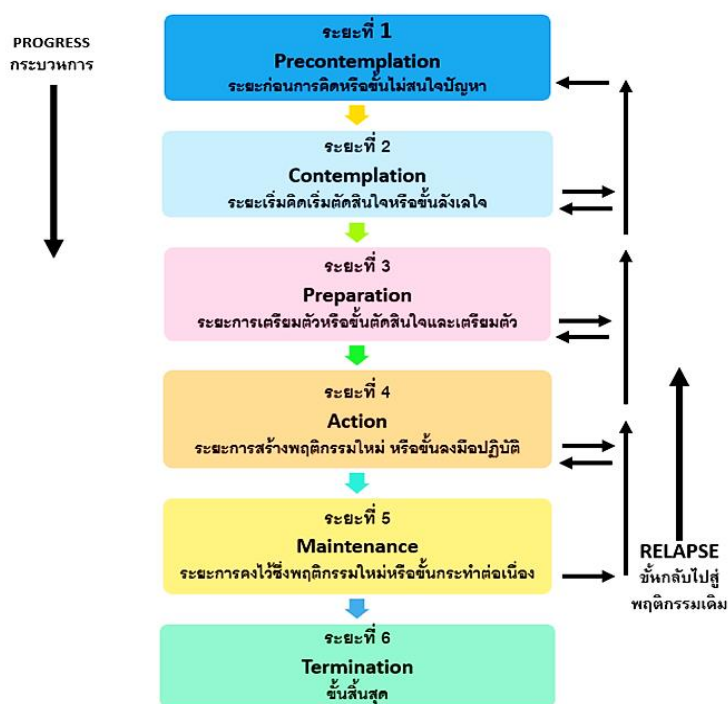 PROGRESS
กระบวนการ
ระยะที่ 1
Precontemplation
ระยะก่อนการคิดหรือขั้นไม่สนใจปัญหา
ระยะที่ 2
Contemplation
ระยะเริ่มคิดเริ่มตัดสินใจหรือขั้นลังเลใจ
ระยะที่ 3
Preparation
ระยะการเตรียมตัวหรือขั้นตัดสินใจและเตรียมตัว
ระยะที่ 4
Action
ระยะการสร้างพฤติกรรมใหม่ หรือขั้นลงมือปฏิบัติ
ระยะที่ 5
Maintenance
ระยะการคงไว้ซึ่งพฤติกรรมใหม่หรือขั้นกระทำต่อเนื่อง
ระยะที่ 6
Termination
ขั้นสิ้นสุด
RELAPSE
ขั้นกลับไปสู่
พฤติกรรมเดิม